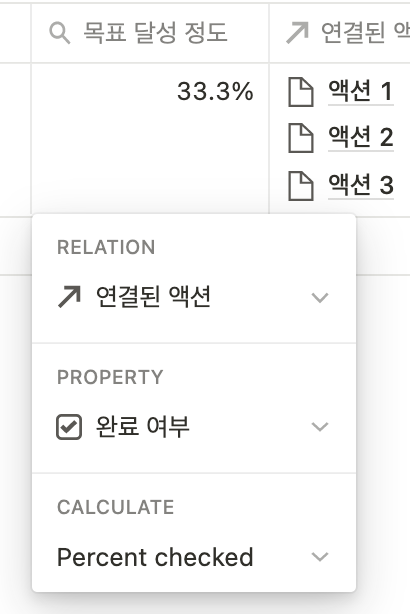 목표 달성 정도
연결된
33.3%
액션 1
액션 2
액션 3
RELATION
연결된 액션
PROPERTY
완료 여부
CALCULATE
Percent checked